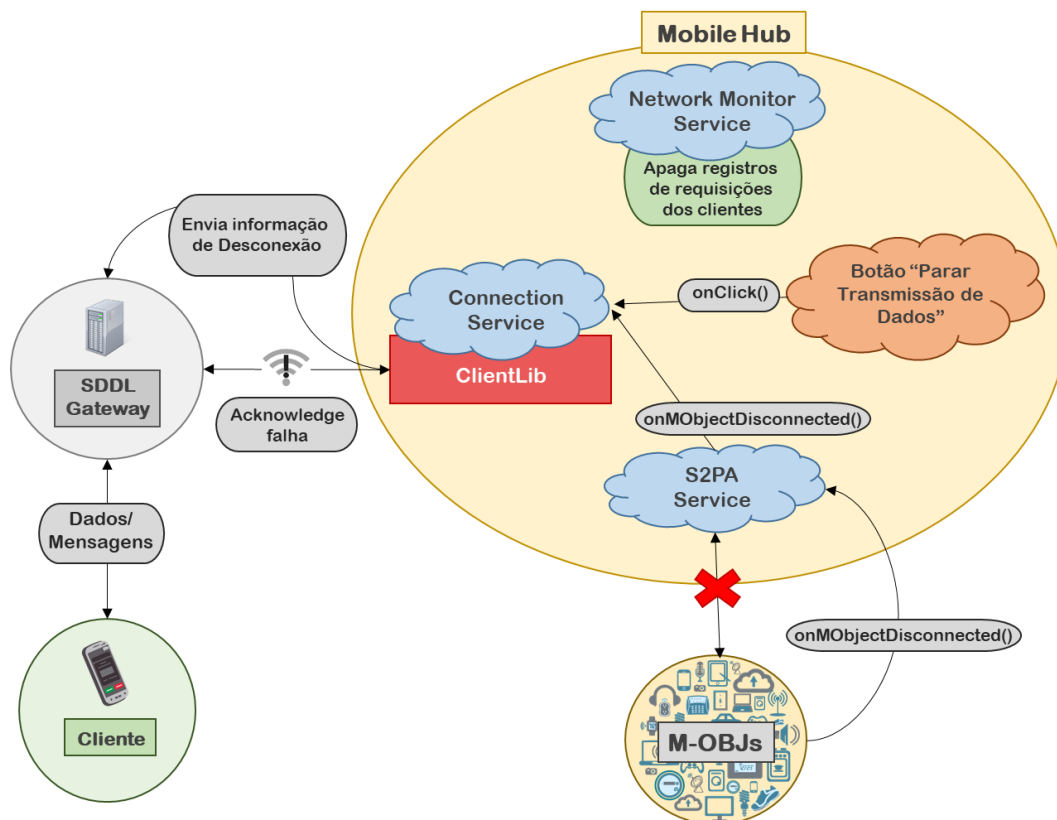 Mobile Hub
Network Monitor
Service
Apaga registros
de requisições
dos clientes
Envia informação
de Desconexão
Botão “Parar
Transmissão de
Dados”
onClick()
Connection
Service
ClientLib
SDDL
Gateway
Acknowledge
falha
onMObjectDisconnected()
S2PA
Service
Dados/
Mensagens
onMObjectDisconnected()
Cliente
M-OBJs